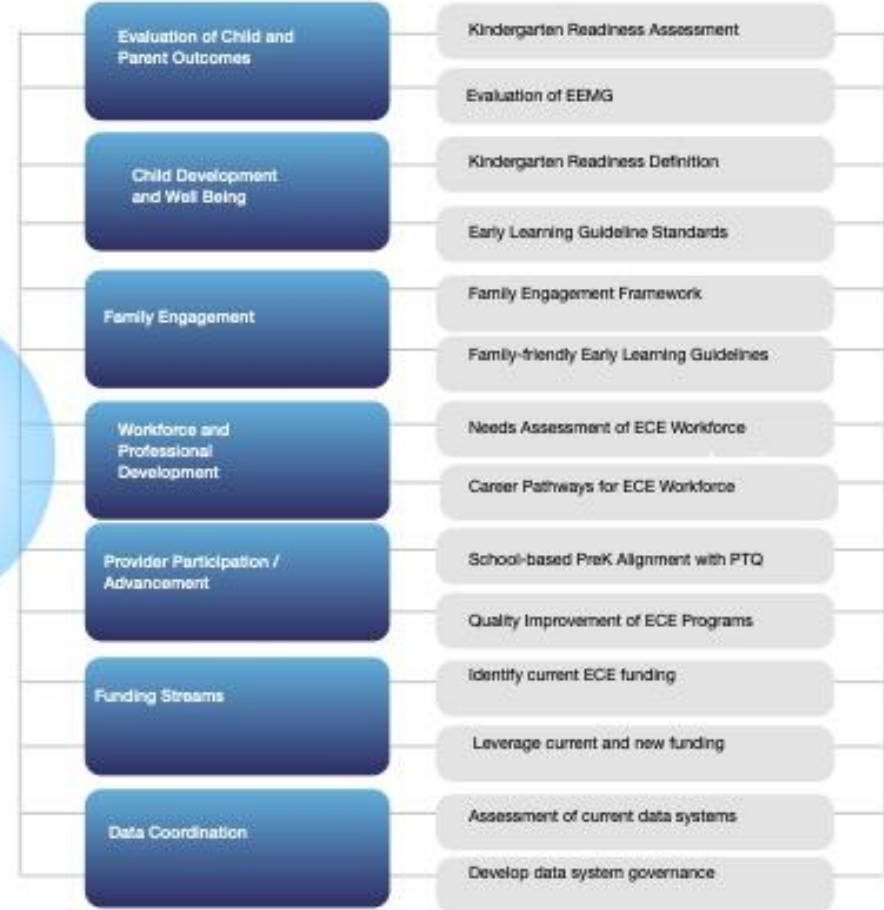 Evaluation of Child and
Parent Outcomes
Kindergarten Readiness Assessment
Evaluation of EEMG
Child Development
and Well Being
Kindergarten Readiness Definition
Early Learning Guideline Standards
Family Engagement
Family Engagement Framework
Family-friendly Early Learning Guidelines
Workforce and
Professional
Development
Needs Assessment of ECE Workforce
Career Pathways for ECE Workforce
Provider Participation /
Advancement
School-based PreK Alignment with PTQ
Quality Improvement of ECE Programs
Funding Streams
Identify current ECE funding
Leverage current and new funding
Data Coordination
Assessment of current data systems
Develop data system governance